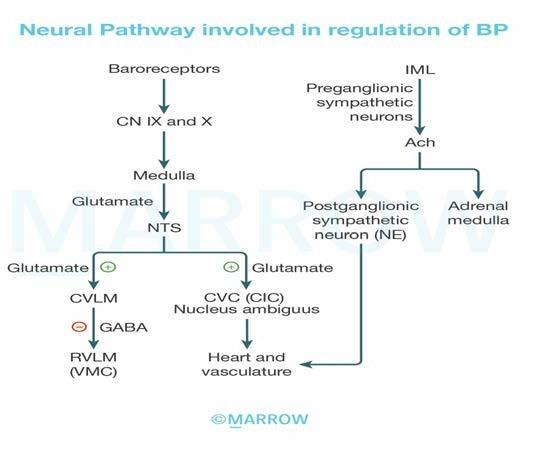 Neural Pathway involved in regulation of BP
Baroreceptors
CN IX and X
Medulla
Glutamate
NTS
Glutamate +
+ Glutamate
CVLM
CVC (CIC)
Nucleus ambiguus
− GABA
RVLM
(VMC)
Heart and
vasculature
IML
Preganglionic
sympathetic
neurons
Ach
Postganglionic
sympathetic
neuron (NE)
Adrenal
medulla
MARROW
©MARROW